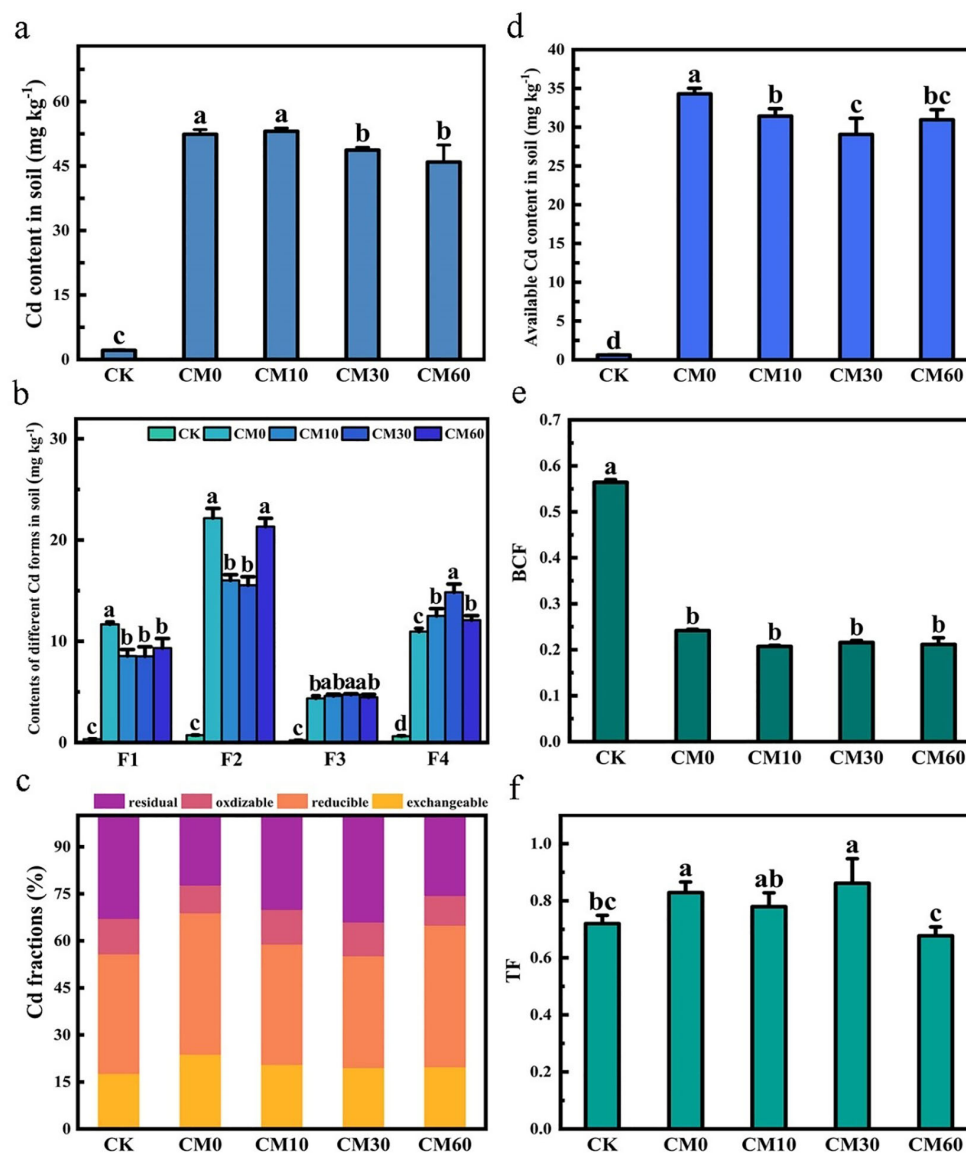 a
Cd content in soil (mg kg⁻¹)
60
45
30
15
0
c
a
a
b
b
CK CM0 CM10 CM30 CM60
d
Available Cd content in soil (mg kg⁻¹)
40
35
30
25
20
15
10
5
0
d
a
b
c
bc
CK CM0 CM10 CM30 CM60
b
Contents of different Cd forms in soil (mg kg⁻¹)
CK CM0 CM10 CM30 CM60
30
20
10
0
c a b b b
c a b b a
c b ab a ab
d c b a b
F1 F2 F3 F4
e
BCF
0.7
0.6
0.5
0.4
0.3
0.2
0.1
0.0
a
b
b
b
b
CK CM0 CM10 CM30 CM60
c
residual oxdizable reducible exchangeable
Cd fractions (%)
90
75
60
45
30
15
0
CK CM0 CM10 CM30 CM60
f
TF
1.0
0.8
0.6
0.4
0.2
0.0
bc
a
ab
a
c
CK CM0 CM10 CM30 CM60